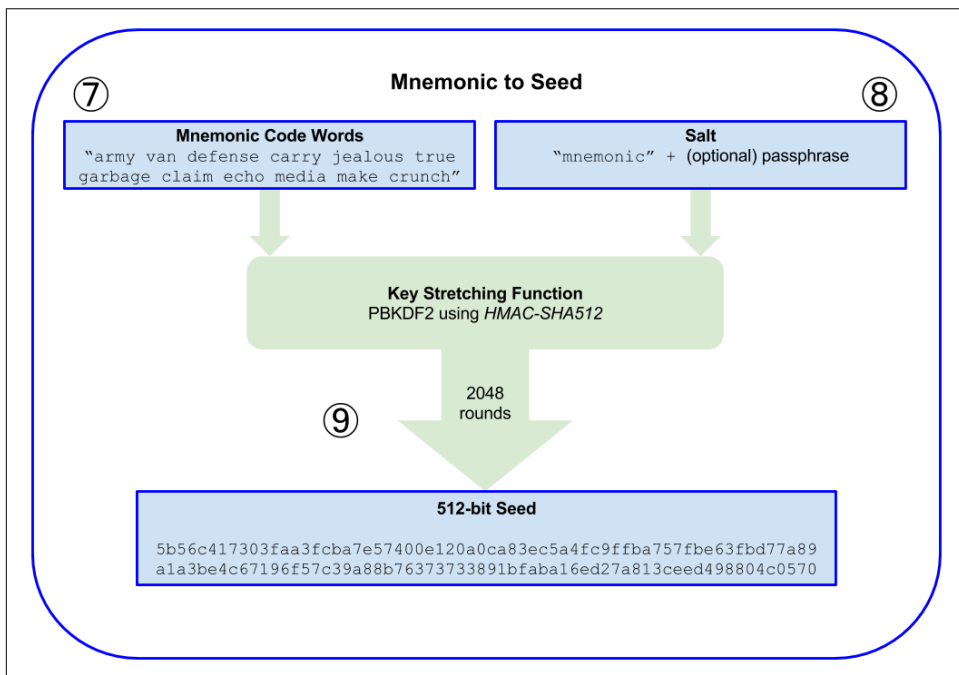 Mnemonic to Seed
⑦
⑧
Mnemonic Code Words
“army van defense carry jealous true
garbage claim echo media make crunch”
Salt
“mnemonic” + (optional) passphrase
Key Stretching Function
PBKDF2 using HMAC-SHA512
2048
rounds
⑨
512-bit Seed
5b56c417303faa3fcba7e57400e120a0ca83ec5a4fc9ffba757fbe63fbd77a89
a1a3be4c67196f57c39a88b76373733891bfaba16ed27a813ceed498804c0570